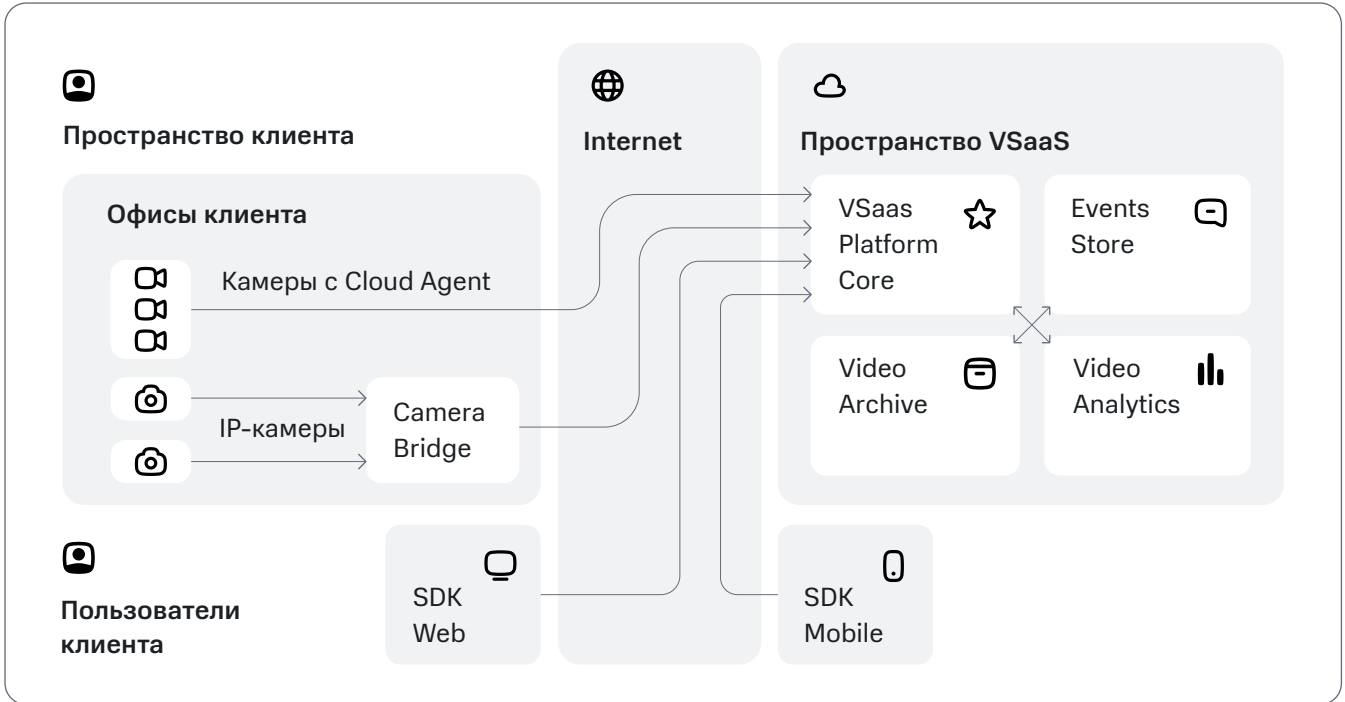 Пространство клиента
Офисы клиента
Камеры с Cloud Agent
IP-камеры
Camera
Bridge
Internet
Пространство VSaaS
VSaas
Platform
Core
Events
Store
Video
Archive
Video
Analytics
Пользователи
клиента
SDK
Web
SDK
Mobile